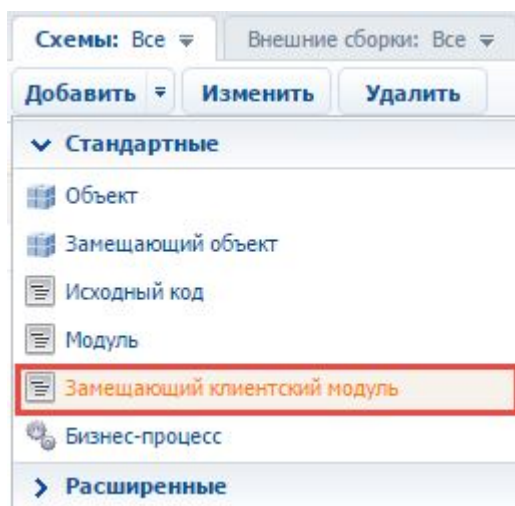 Схемы: Все Внешние сборки: Все
Добавить Изменить Удалить
Стандартные
Объект
Замещающий объект
Исходный код
Модуль
Замещающий клиентский модуль
Бизнес-процесс
Расширенные